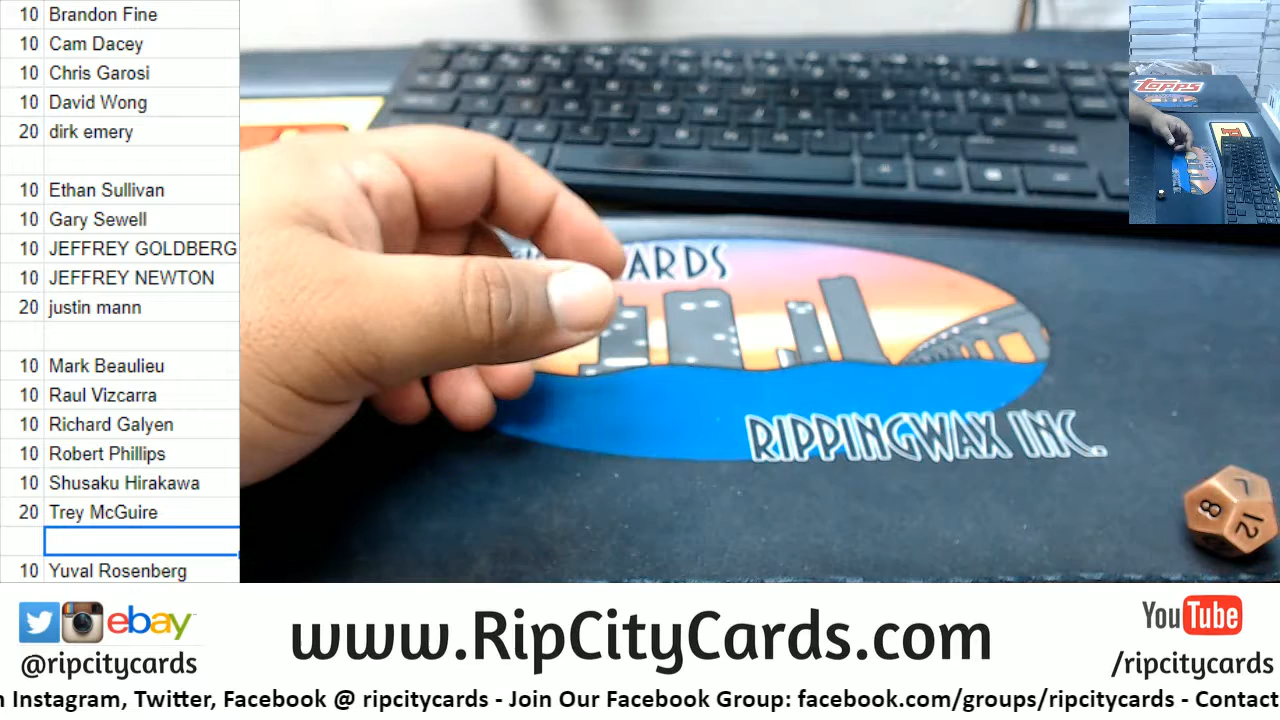 10 Brandon Fine
10 Cam Dacey
10 Chris Garosi
10 David Wong
20 dirk emery
10 Ethan Sullivan
10 Gary Sewell
10 JEFFREY GOLDBERG
10 JEFFREY NEWTON
20 justin mann
10 Mark Beaulieu
10 Raul Vizcarra
10 Richard Galyen
10 Robert Phillips
10 Shusaku Hirakawa
20 Trey McGuire
10 Yuval Rosenberg
topps
ARDS
RIPPINGWAX INC.
7
8
12
ebay
@ripcitycards
www.RipCityCards.com
YouTube
/ripcitycards
n Instagram, Twitter, Facebook @ ripcitycards - Join Our Facebook Group: facebook.com/groups/ripcitycards - Contact